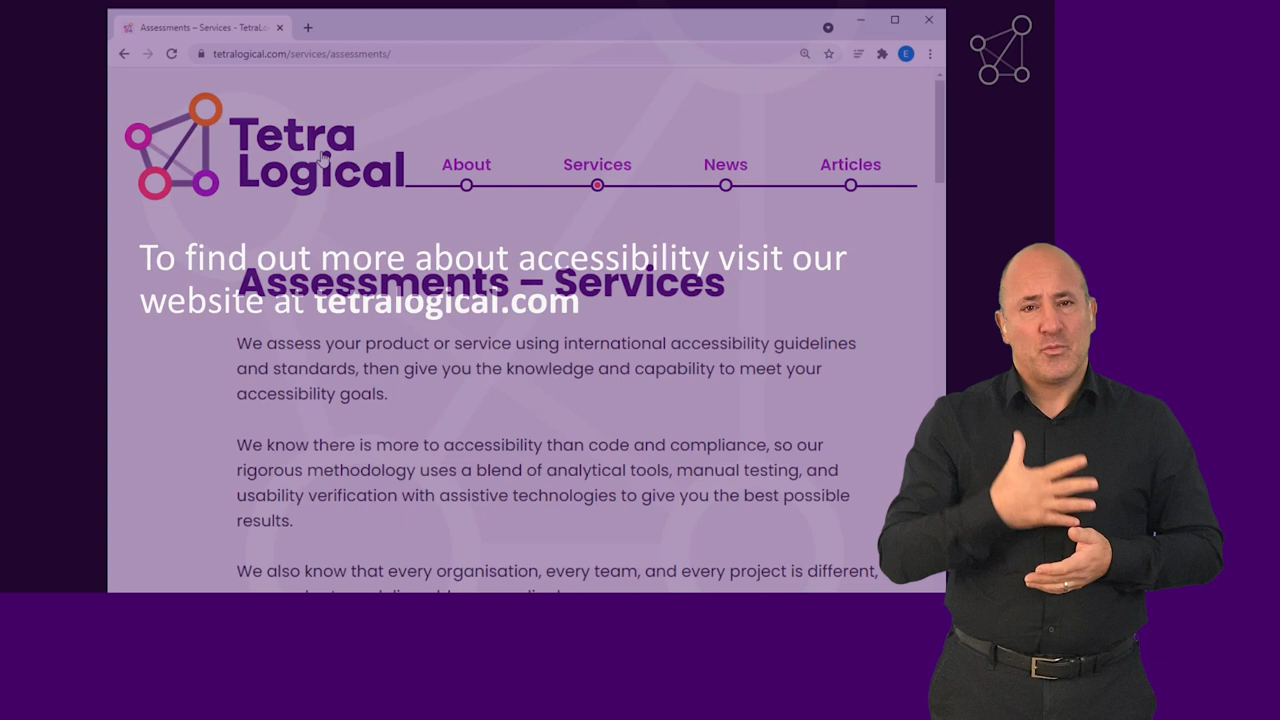 Assessments – Services - TetraLo
tetralogical.com/services/assessments/
E
Tetra
Logical
About
Services
News
Articles
To find out more about accessibility visit our
website at tetralogical.com
Assessments – Services
We assess your product or service using international accessibility guidelines
and standards, then give you the knowledge and capability to meet your
accessibility goals.
We know there is more to accessibility than code and compliance, so our
rigorous methodology uses a blend of analytical tools, manual testing, and
usability verification with assistive technologies to give you the best possible
results.
We also know that every organisation, every team, and every project is different,